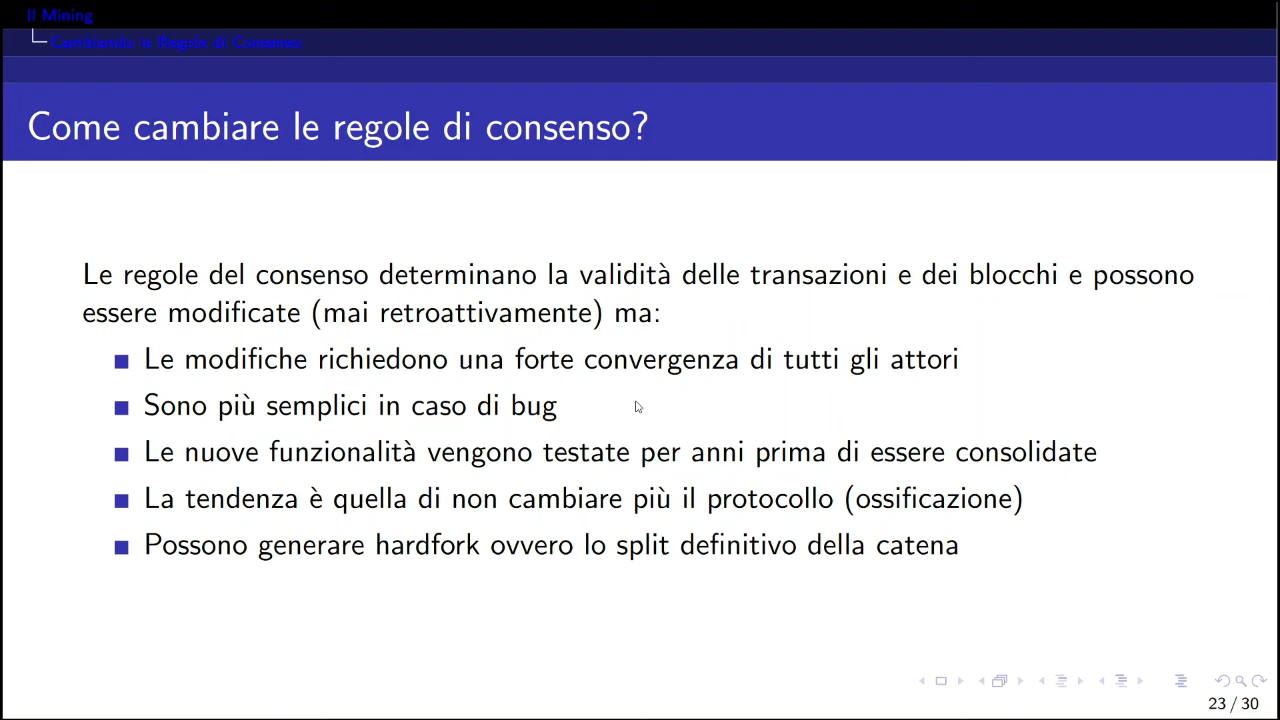 Il Mining
Cambiando le Regole di Consenso
Come cambiare le regole di consenso?
Le regole del consenso determinano la validità delle transazioni e dei blocchi e possono
essere modificate (mai retroattivamente) ma:
Le modifiche richiedono una forte convergenza di tutti gli attori
Sono più semplici in caso di bug
Le nuove funzionalità vengono testate per anni prima di essere consolidate
La tendenza è quella di non cambiare più il protocollo (ossificazione)
Possono generare hardfork ovvero lo split definitivo della catena
23 / 30